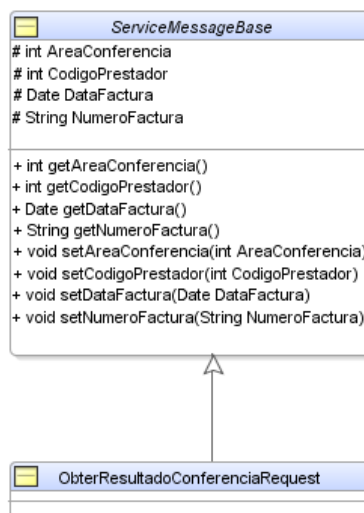 ServiceMessageBase
# int AreaConferencia
# int CodigoPrestador
# Date DataFactura
# String NumeroFactura
+ int getAreaConferencia()
+ int getCodigoPrestador()
+ Date getDataFactura()
+ String getNumeroFactura()
+ void setAreaConferencia(int AreaConferencia)
+ void setCodigoPrestador(int CodigoPrestador)
+ void setDataFactura(Date DataFactura)
+ void setNumeroFactura(String NumeroFactura)
ObterResultadoConferenciaRequest